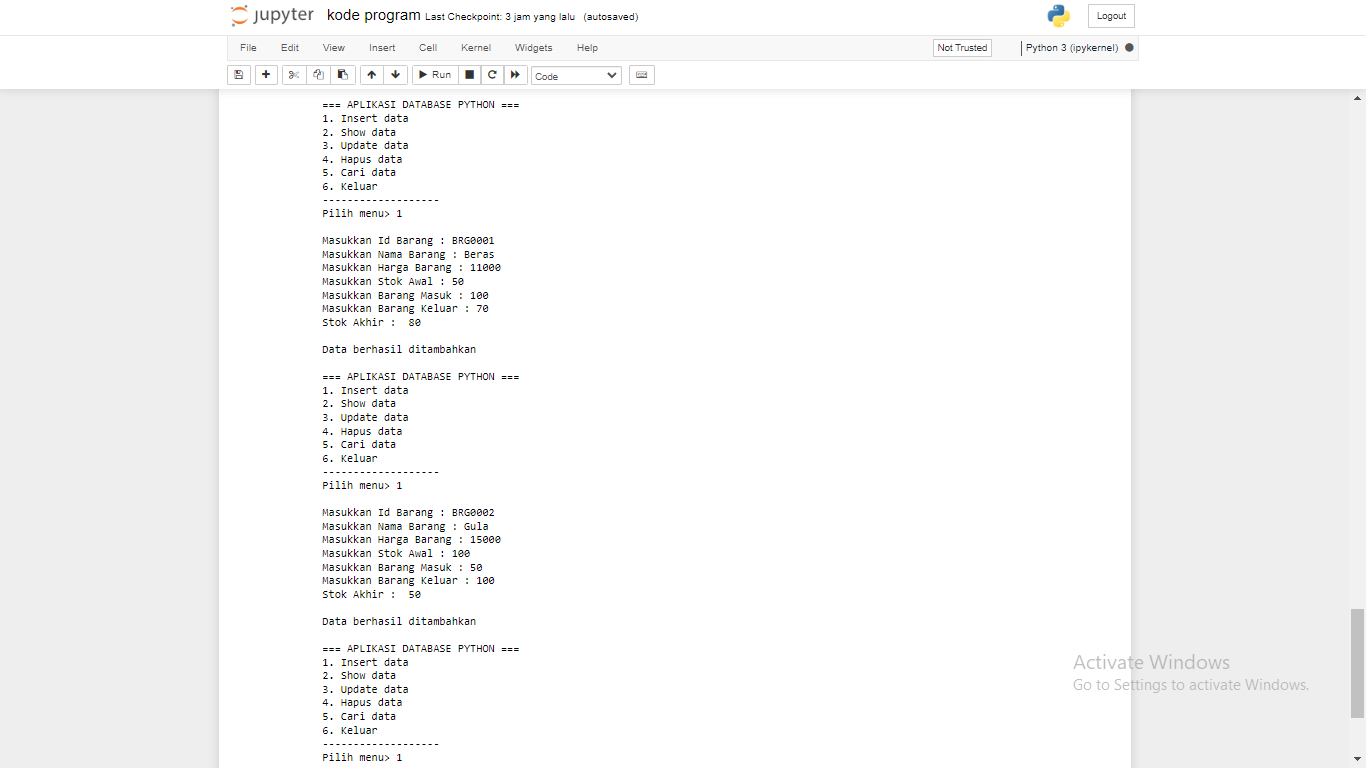 jupyter kode program Last Checkpoint: 3 jam yang lalu (autosaved) Logout
File Edit View Insert Cell Kernel Widgets Help Not Trusted Python 3 (ipykernel)
Run Code
=== APLIKASI DATABASE PYTHON ===
1. Insert data
2. Show data
3. Update data
4. Hapus data
5. Cari data
6. Keluar
-------------------
Pilih menu> 1
Masukkan Id Barang : BRG0001
Masukkan Nama Barang : Beras
Masukkan Harga Barang : 11000
Masukkan Stok Awal : 50
Masukkan Barang Masuk : 100
Masukkan Barang Keluar : 70
Stok Akhir :  80
Data berhasil ditambahkan
=== APLIKASI DATABASE PYTHON ===
1. Insert data
2. Show data
3. Update data
4. Hapus data
5. Cari data
6. Keluar
-------------------
Pilih menu> 1
Masukkan Id Barang : BRG0002
Masukkan Nama Barang : Gula
Masukkan Harga Barang : 15000
Masukkan Stok Awal : 100
Masukkan Barang Masuk : 50
Masukkan Barang Keluar : 100
Stok Akhir :  50
Data berhasil ditambahkan
=== APLIKASI DATABASE PYTHON ===
1. Insert data
2. Show data
3. Update data
4. Hapus data
5. Cari data
6. Keluar
-------------------
Pilih menu> 1
Activate Windows
Go to Settings to activate Windows.